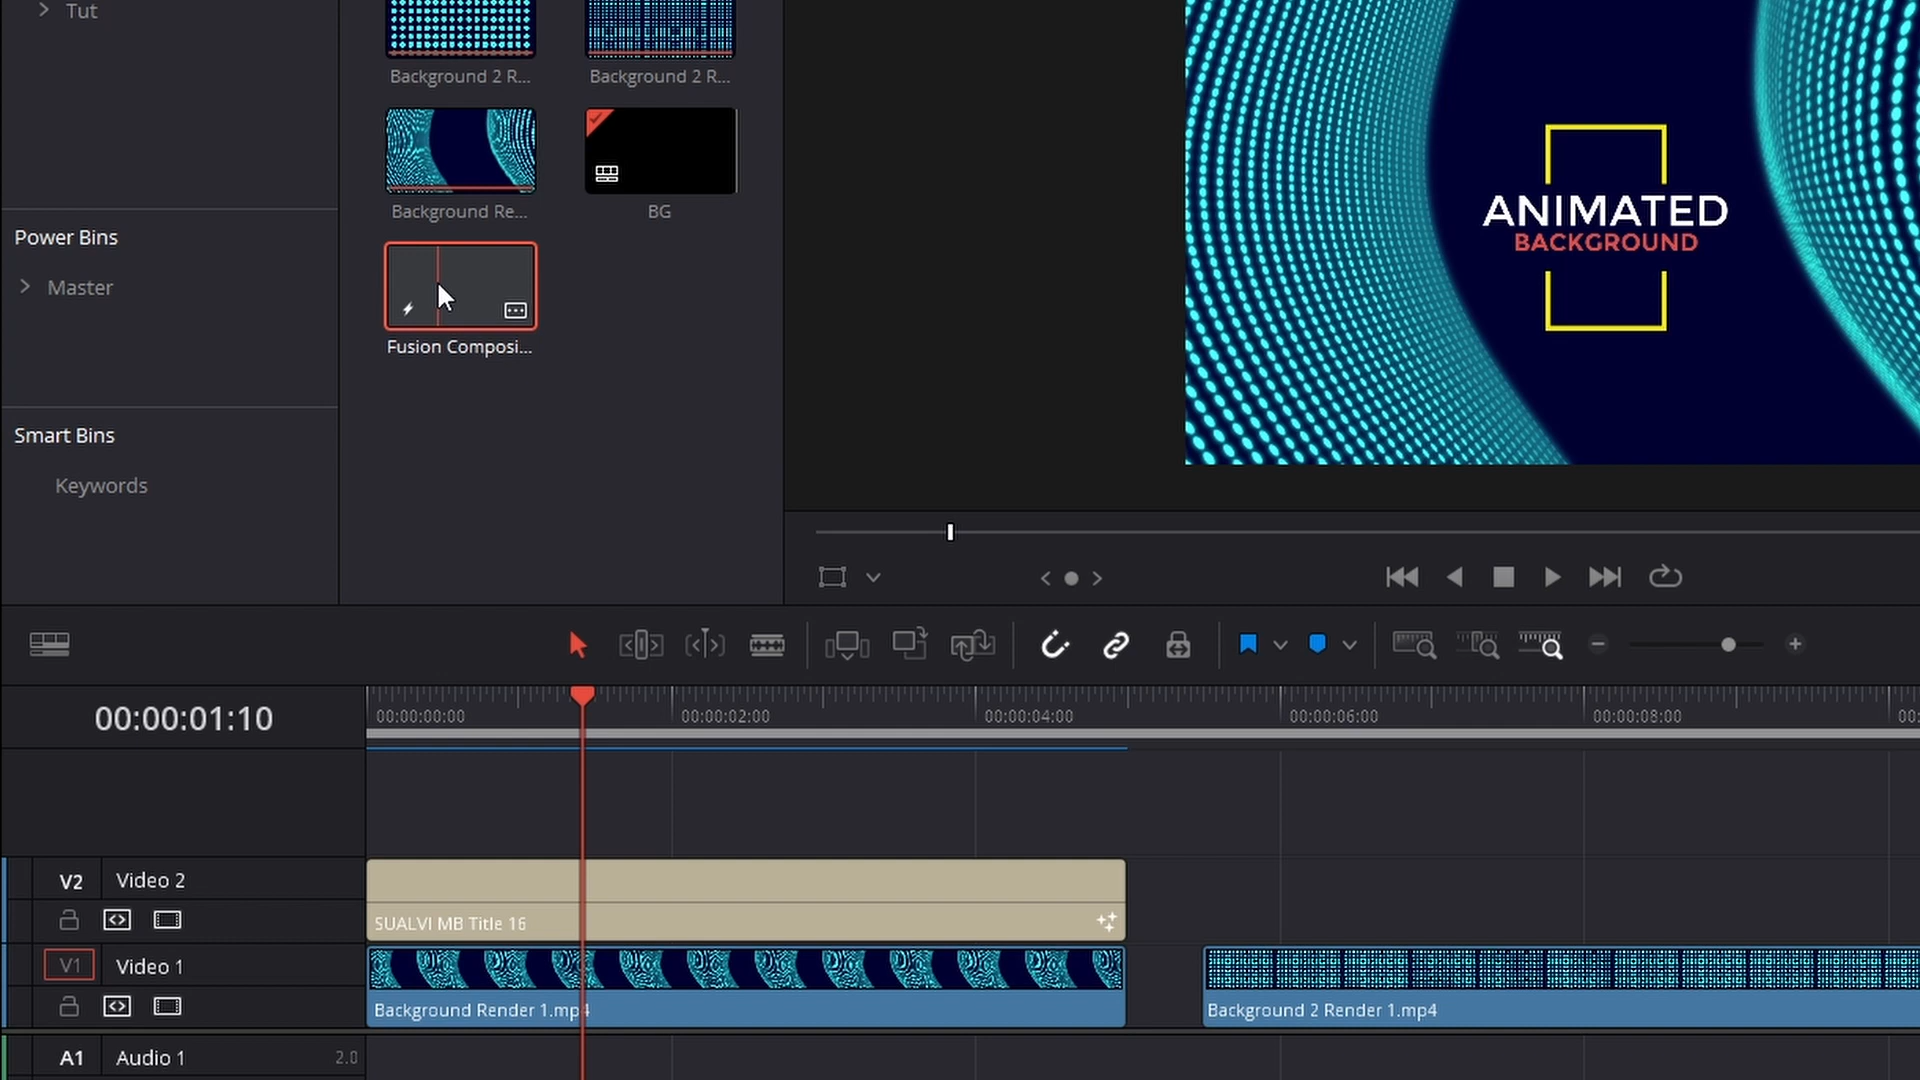 Tut
Background 2 R...
Background 2 R...
Background Re...
BG
Power Bins
Master
Fusion Composi...
Smart Bins
Keywords
ANIMATED
BACKGROUND
00:00:01:10
00:00:00:00
00:00:02:00
00:00:04:00
00:00:06:00
00:00:08:00
00:
V2
Video 2
SUALVI MB Title 16
V1
Video 1
Background Render 1.mp4
Background 2 Render 1.mp4
A1
Audio 1
2.0